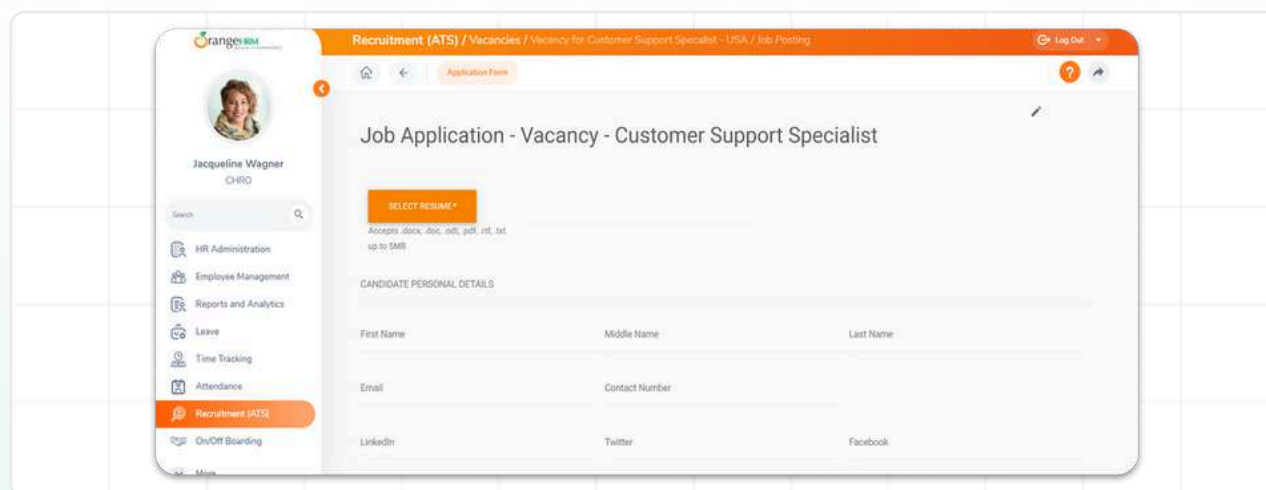 OrangeHRM
Recruitment (ATS) / Vacancies / Vacancy for Customer Support Specialist - USA / Job Posting
Log Out
Application Form
?
Job Application - Vacancy - Customer Support Specialist
Jacqueline Wagner
CHRO
Search
SELECT RESUME*
Accepts .docx, .doc, .odt, .pdf, .rtf, .txt
up to 5MB
HR Administration
Employee Management
Reports and Analytics
Leave
Time Tracking
Attendance
Recruitment (ATS)
On/Off Boarding
More
CANDIDATE PERSONAL DETAILS
First Name
Middle Name
Last Name
Email
Contact Number
LinkedIn
Twitter
Facebook